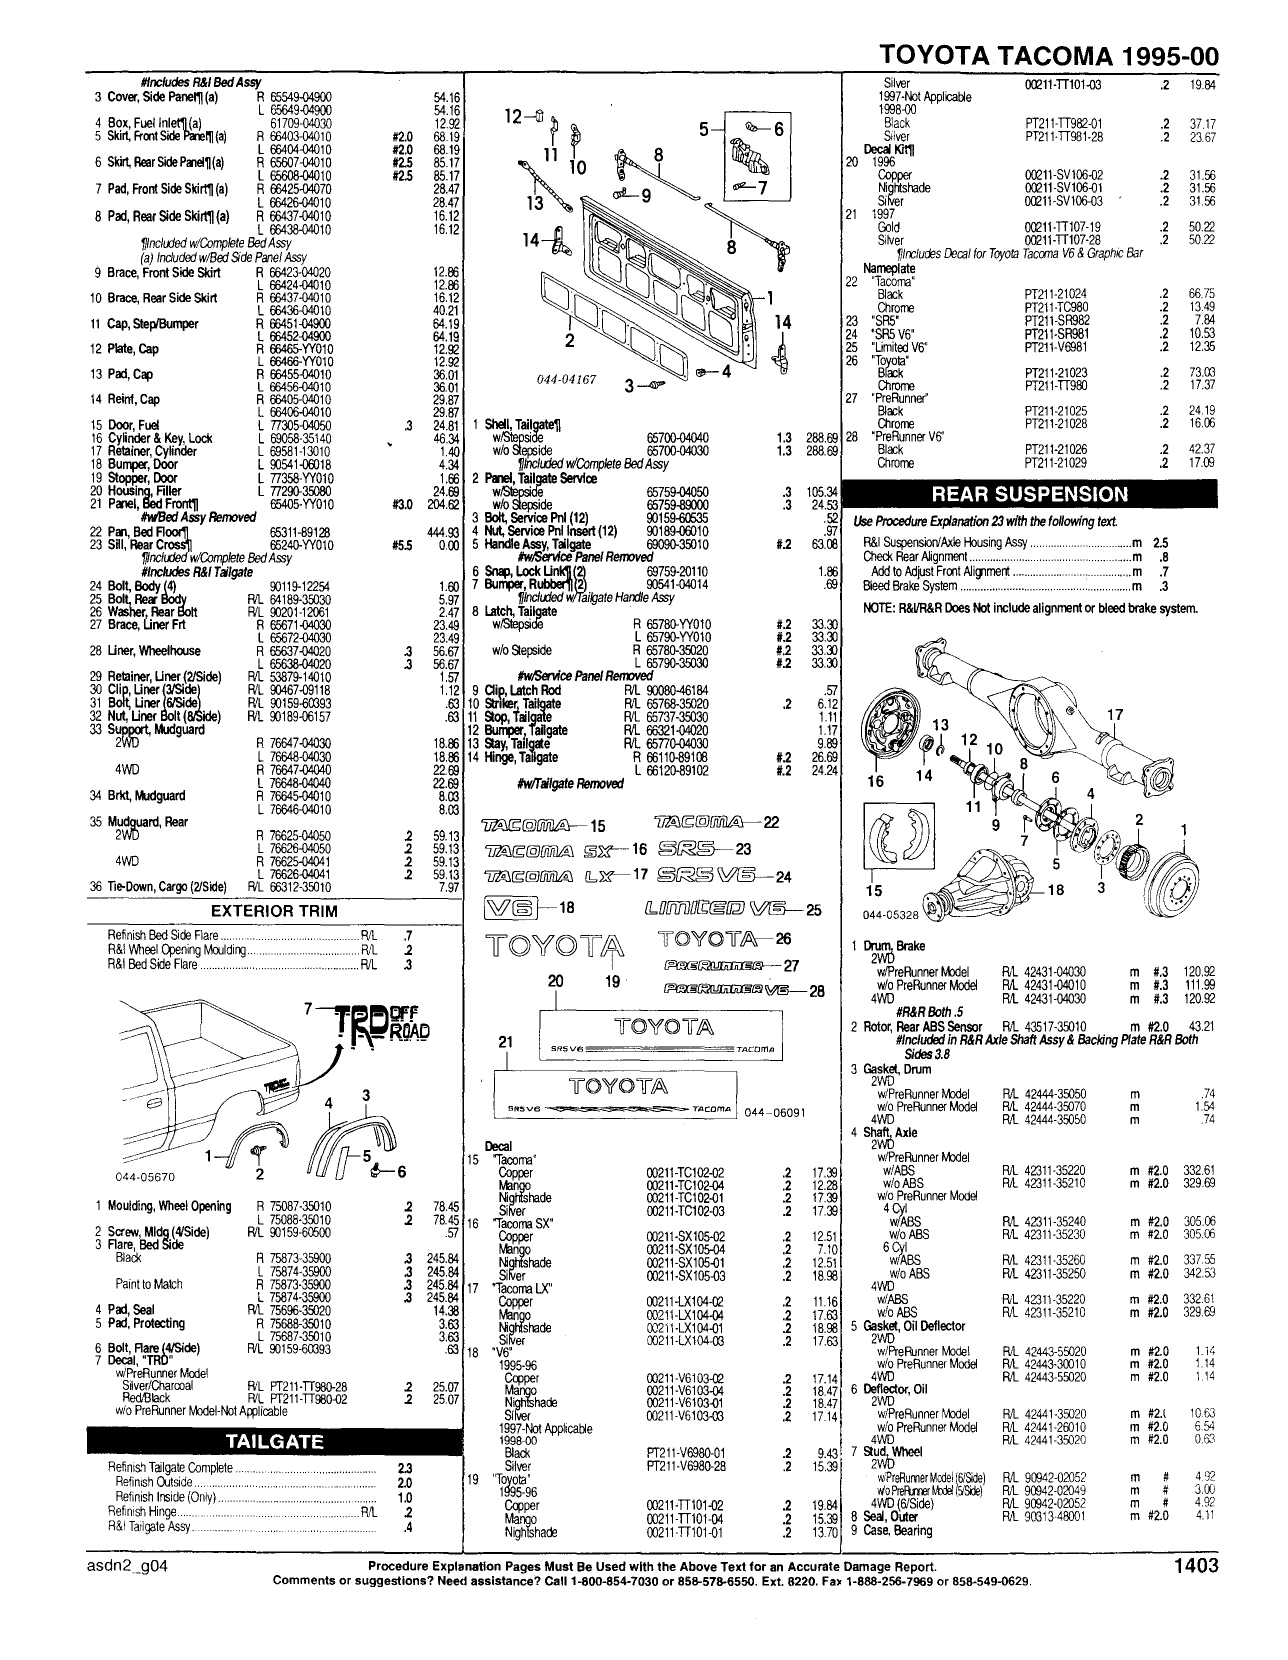 TOYOTA TACOMA 1995-00
#Includes R&I Bed Assy
3 Cover, Side Panel¶(a) R 65549-04900 54.16
L 65649-04900 54.16
4 Box, Fuel Inlet¶(a) 61709-04030 12.92
5 Skirt, Front Side Panel¶(a) R 66403-04010 #2.0 68.19
L 66404-04010 #2.0 68.19
6 Skirt, Rear Side Panel¶(a) R 65607-04010 #2.5 85.17
L 65608-04010 #2.5 85.17
7 Pad, Front Side Skirt¶(a) R 66425-04070 28.47
L 66426-04010 28.47
8 Pad, Rear Side Skirt¶(a) R 66437-04010 16.12
L 66438-04010 16.12
¶Included w/Complete Bed Assy
(a) Included w/Bed Side Panel Assy
9 Brace, Front Side Skirt R 66423-04020 12.86
L 66424-04010 12.86
10 Brace, Rear Side Skirt R 66437-04010 16.12
L 66436-04010 40.21
11 Cap, Step/Bumper R 66451-04900 64.19
L 66452-04900 64.19
12 Plate, Cap R 66465-YY010 12.92
L 66466-YY010 12.92
13 Pad, Cap R 66455-04010 36.01
L 66456-04010 36.01
14 Reinf, Cap R 66405-04010 29.87
L 66406-04010 29.87
15 Door, Fuel L 77305-04050 .3 24.81
16 Cylinder & Key, Lock L 69058-35140 46.34
17 Retainer, Cylinder L 69581-13010 1.40
18 Bumper, Door L 90541-06018 4.34
19 Stopper, Door L 77358-YY010 1.66
20 Housing, Filler L 77290-35080 24.69
21 Panel, Bed Front¶ 65405-YY010 #3.0 204.62
#w/Bed Assy Removed
22 Pan, Bed Floor¶ 65311-89128 444.93
23 Sill, Rear Cross¶ 65240-YY010 #5.5 0.00
¶Included w/Complete Bed Assy
#Includes R&I Tailgate
24 Bolt, Body (4) 90119-12254 1.60
25 Bolt, Rear Body R/L 64189-35030 5.97
26 Washer, Rear Bolt R/L 90201-12061 2.47
27 Brace, Liner Frt R 65671-04030 23.49
L 65672-04030 23.49
28 Liner, Wheelhouse R 65637-04020 .3 56.67
L 65638-04020 .3 56.67
29 Retainer, Liner (2/Side) R/L 53879-14010 1.57
30 Clip, Liner (3/Side) R/L 90467-09118 1.12
31 Bolt, Liner (6/Side) R/L 90159-60393 .63
32 Nut, Liner Bolt (8/Side) R/L 90189-06157 .63
33 Support, Mudguard
2WD R 76647-04030 18.86
L 76648-04030 18.86
4WD R 76647-04040 22.69
L 76648-04040 22.69
34 Brkt, Mudguard R 76645-04010 8.03
L 76646-04010 8.03
35 Mudguard, Rear
2WD R 76625-04050 .2 59.13
L 76626-04050 .2 59.13
4WD R 76625-04041 .2 59.13
L 76626-04041 .2 59.13
36 Tie-Down, Cargo (2/Side) R/L 66312-35010 7.97
EXTERIOR TRIM
Refinish Bed Side Flare R/L .7
R&I Wheel Opening Moulding R/L .2
R&I Bed Side Flare R/L .3
7 TRD OFF ROAD
3
4
1
2
5
6
044-05670
1 Moulding, Wheel Opening R 75087-35010 .2 78.45
L 75088-35010 .2 78.45
2 Screw, Mldg (4/Side) R/L 90159-60500 .57
3 Flare, Bed Side
Black R 75873-35900 .3 245.84
L 75874-35900 .3 245.84
Paint to Match R 75873-35900 .3 245.84
L 75874-35900 .3 245.84
4 Pad, Seal R/L 75696-35020 14.38
5 Pad, Protecting R 75688-35010 3.63
L 75687-35010 3.63
6 Bolt, Flare (4/Side) R/L 90159-60393 .63
7 Decal, "TRD"
w/PreRunner Model
Silver/Charcoal R/L PT211-TT980-28 .2 25.07
Red/Black R/L PT211-TT980-02 .2 25.07
w/o PreRunner Model-Not Applicable
TAILGATE
Refinish Tailgate Complete 2.3
Refinish Outside 2.0
Refinish Inside (Only) 1.0
Refinish Hinge R/L .2
R&I Tailgate Assy .4
12 11 10 8 5 6 7
13 9 14 8 1 14
2 4 3
044-04167
1 Shell, Tailgate¶
w/Stepside 65700-04040 1.3 288.69
w/o Stepside 65700-04030 1.3 288.69
¶Included w/Complete Bed Assy
2 Panel, Tailgate Service
w/Stepside 65759-04050 .3 105.34
w/o Stepside 65759-89000 .3 24.53
3 Bolt, Service Pnl (12) 90159-60535 .52
4 Nut, Service Pnl Insert (12) 90189-06010 .97
5 Handle Assy, Tailgate 69090-35010 #.2 63.08
#w/Service Panel Removed
6 Snap, Lock Link¶(2) 69759-20110 1.86
7 Bumper, Rubber¶(2) 90541-04014 .69
¶Included w/Tailgate Handle Assy
8 Latch, Tailgate
w/Stepside R 65780-YY010 #.2 33.30
L 65790-YY010 #.2 33.30
w/o Stepside R 65780-35020 #.2 33.30
L 65790-35030 #.2 33.30
#w/Service Panel Removed
9 Clip, Latch Rod R/L 90080-46184 .57
10 Striker, Tailgate R/L 65768-35020 .2 6.12
11 Stop, Tailgate R/L 65737-35030 1.11
12 Bumper, Tailgate R/L 66321-04020 1.17
13 Stay, Tailgate R/L 65770-04030 9.89
14 Hinge, Tailgate R 66110-89108 #.2 26.69
L 66120-89102 #.2 24.24
#w/Tailgate Removed
TACOMA 15 TACOMA 22
TACOMA SX 16 SR5 23
TACOMA LX 17 SR5 V6 24
V6 18 LIMITED V6 25
TOYOTA TOYOTA 26
PRERUNNER 27
20 19 PRERUNNER V6 28
TOYOTA
21 SR5 V6 TACOMA
TOYOTA
SR5 V6 TACOMA 044-06091
Decal
15 "Tacoma"
Copper 00211-TC102-02 .2 17.39
Mango 00211-TC102-04 .2 12.28
Nightshade 00211-TC102-01 .2 17.39
Silver 00211-TC102-03 .2 17.39
16 "Tacoma SX"
Copper 00211-SX105-02 .2 12.51
Mango 00211-SX105-04 .2 7.10
Nightshade 00211-SX105-01 .2 12.51
Silver 00211-SX105-03 .2 18.98
17 "Tacoma LX"
Copper 00211-LX104-02 .2 11.16
Mango 00211-LX104-04 .2 17.63
Nightshade 00211-LX104-01 .2 18.98
Silver 00211-LX104-03 .2 17.63
18 "V6"
1995-96
Copper 00211-V6103-02 .2 17.14
Mango 00211-V6103-04 .2 18.47
Nightshade 00211-V6103-01 .2 18.47
Silver 00211-V6103-03 .2 17.14
1997-Not Applicable
1998-00
Black PT211-V6980-01 .2 9.43
Silver PT211-V6980-28 .2 15.39
19 "Toyota"
1995-96
Copper 00211-TT101-02 .2 19.84
Mango 00211-TT101-04 .2 15.39
Nightshade 00211-TT101-01 .2 13.70
Silver 00211-TT101-03 .2 19.84
1997-Not Applicable
1998-00
Black PT211-TT982-01 .2 37.17
Silver PT211-TT981-28 .2 23.67
Decal Kit¶
20 1996
Copper 00211-SV106-02 .2 31.56
Nightshade 00211-SV106-01 .2 31.56
Silver 00211-SV106-03 .2 31.56
21 1997
Gold 00211-TT107-19 .2 50.22
Silver 00211-TT107-28 .2 50.22
¶Includes Decal for Toyota Tacoma V6 & Graphic Bar
Nameplate
22 "Tacoma"
Black PT211-21024 .2 66.75
Chrome PT211-TC980 .2 13.49
23 "SR5" PT211-SR982 .2 7.84
24 "SR5 V6" PT211-SR981 .2 10.53
25 "Limited V6" PT211-V6981 .2 12.35
26 "Toyota"
Black PT211-21023 .2 73.03
Chrome PT211-TT980 .2 17.37
27 "PreRunner"
Black PT211-21025 .2 24.19
Chrome PT211-21028 .2 16.06
28 "PreRunner V6"
Black PT211-21026 .2 42.37
Chrome PT211-21029 .2 17.09
REAR SUSPENSION
Use Procedure Explanation 23 with the following text.
R&I Suspension/Axle Housing Assy m 2.5
Check Rear Alignment m .8
Add to Adjust Front Alignment m .7
Bleed Brake System m .3
NOTE: R&I/R&R Does Not include alignment or bleed brake system.
17 13 12 10 8 6 4 2 1
16 14 11 9 7 5 3
15 18
044-05328
1 Drum, Brake
2WD
w/PreRunner Model R/L 42431-04030 m #.3 120.92
w/o PreRunner Model R/L 42431-04010 m #.3 111.99
4WD R/L 42431-04030 m #.3 120.92
#R&R Both .5
2 Rotor, Rear ABS Sensor R/L 43517-35010 m #2.0 43.21
#Included in R&R Axle Shaft Assy & Backing Plate R&R Both
Sides 3.8
3 Gasket, Drum
2WD
w/PreRunner Model R/L 42444-35050 m .74
w/o PreRunner Model R/L 42444-35070 m 1.54
4WD R/L 42444-35050 m .74
4 Shaft, Axle
2WD
w/PreRunner Model
w/ABS R/L 42311-35220 m #2.0 332.61
w/o ABS R/L 42311-35210 m #2.0 329.69
w/o PreRunner Model
4 Cyl
w/ABS R/L 42311-35240 m #2.0 305.06
w/o ABS R/L 42311-35230 m #2.0 305.06
6 Cyl
w/ABS R/L 42311-35260 m #2.0 337.55
w/o ABS R/L 42311-35250 m #2.0 342.53
4WD
w/ABS R/L 42311-35220 m #2.0 332.61
w/o ABS R/L 42311-35210 m #2.0 329.69
5 Gasket, Oil Deflector
2WD
w/PreRunner Model R/L 42443-55020 m #2.0 1.14
w/o PreRunner Model R/L 42443-30010 m #2.0 1.14
4WD R/L 42443-55020 m #2.0 1.14
6 Deflector, Oil
2WD
w/PreRunner Model R/L 42441-35020 m 10.63
w/o PreRunner Model R/L 42441-26010 m #2.0 6.54
4WD R/L 42441-35020 m #2.0 0.63
7 Stud, Wheel
2WD
w/PreRunner Model (6/Side) R/L 90942-02052 m # 4.92
w/o PreRunner Model (5/Side) R/L 90942-02049 m # 3.00
4WD (6/Side) R/L 90942-02052 m # 4.92
8 Seal, Outer R/L 90313-48001 m #2.0 4.11
9 Case, Bearing
asdn2_g04
Procedure Explanation Pages Must Be Used with the Above Text for an Accurate Damage Report.
Comments or suggestions? Need assistance? Call 1-800-854-7030 or 858-578-6550. Ext. 8220. Fax 1-888-256-7969 or 858-549-0629.
1403